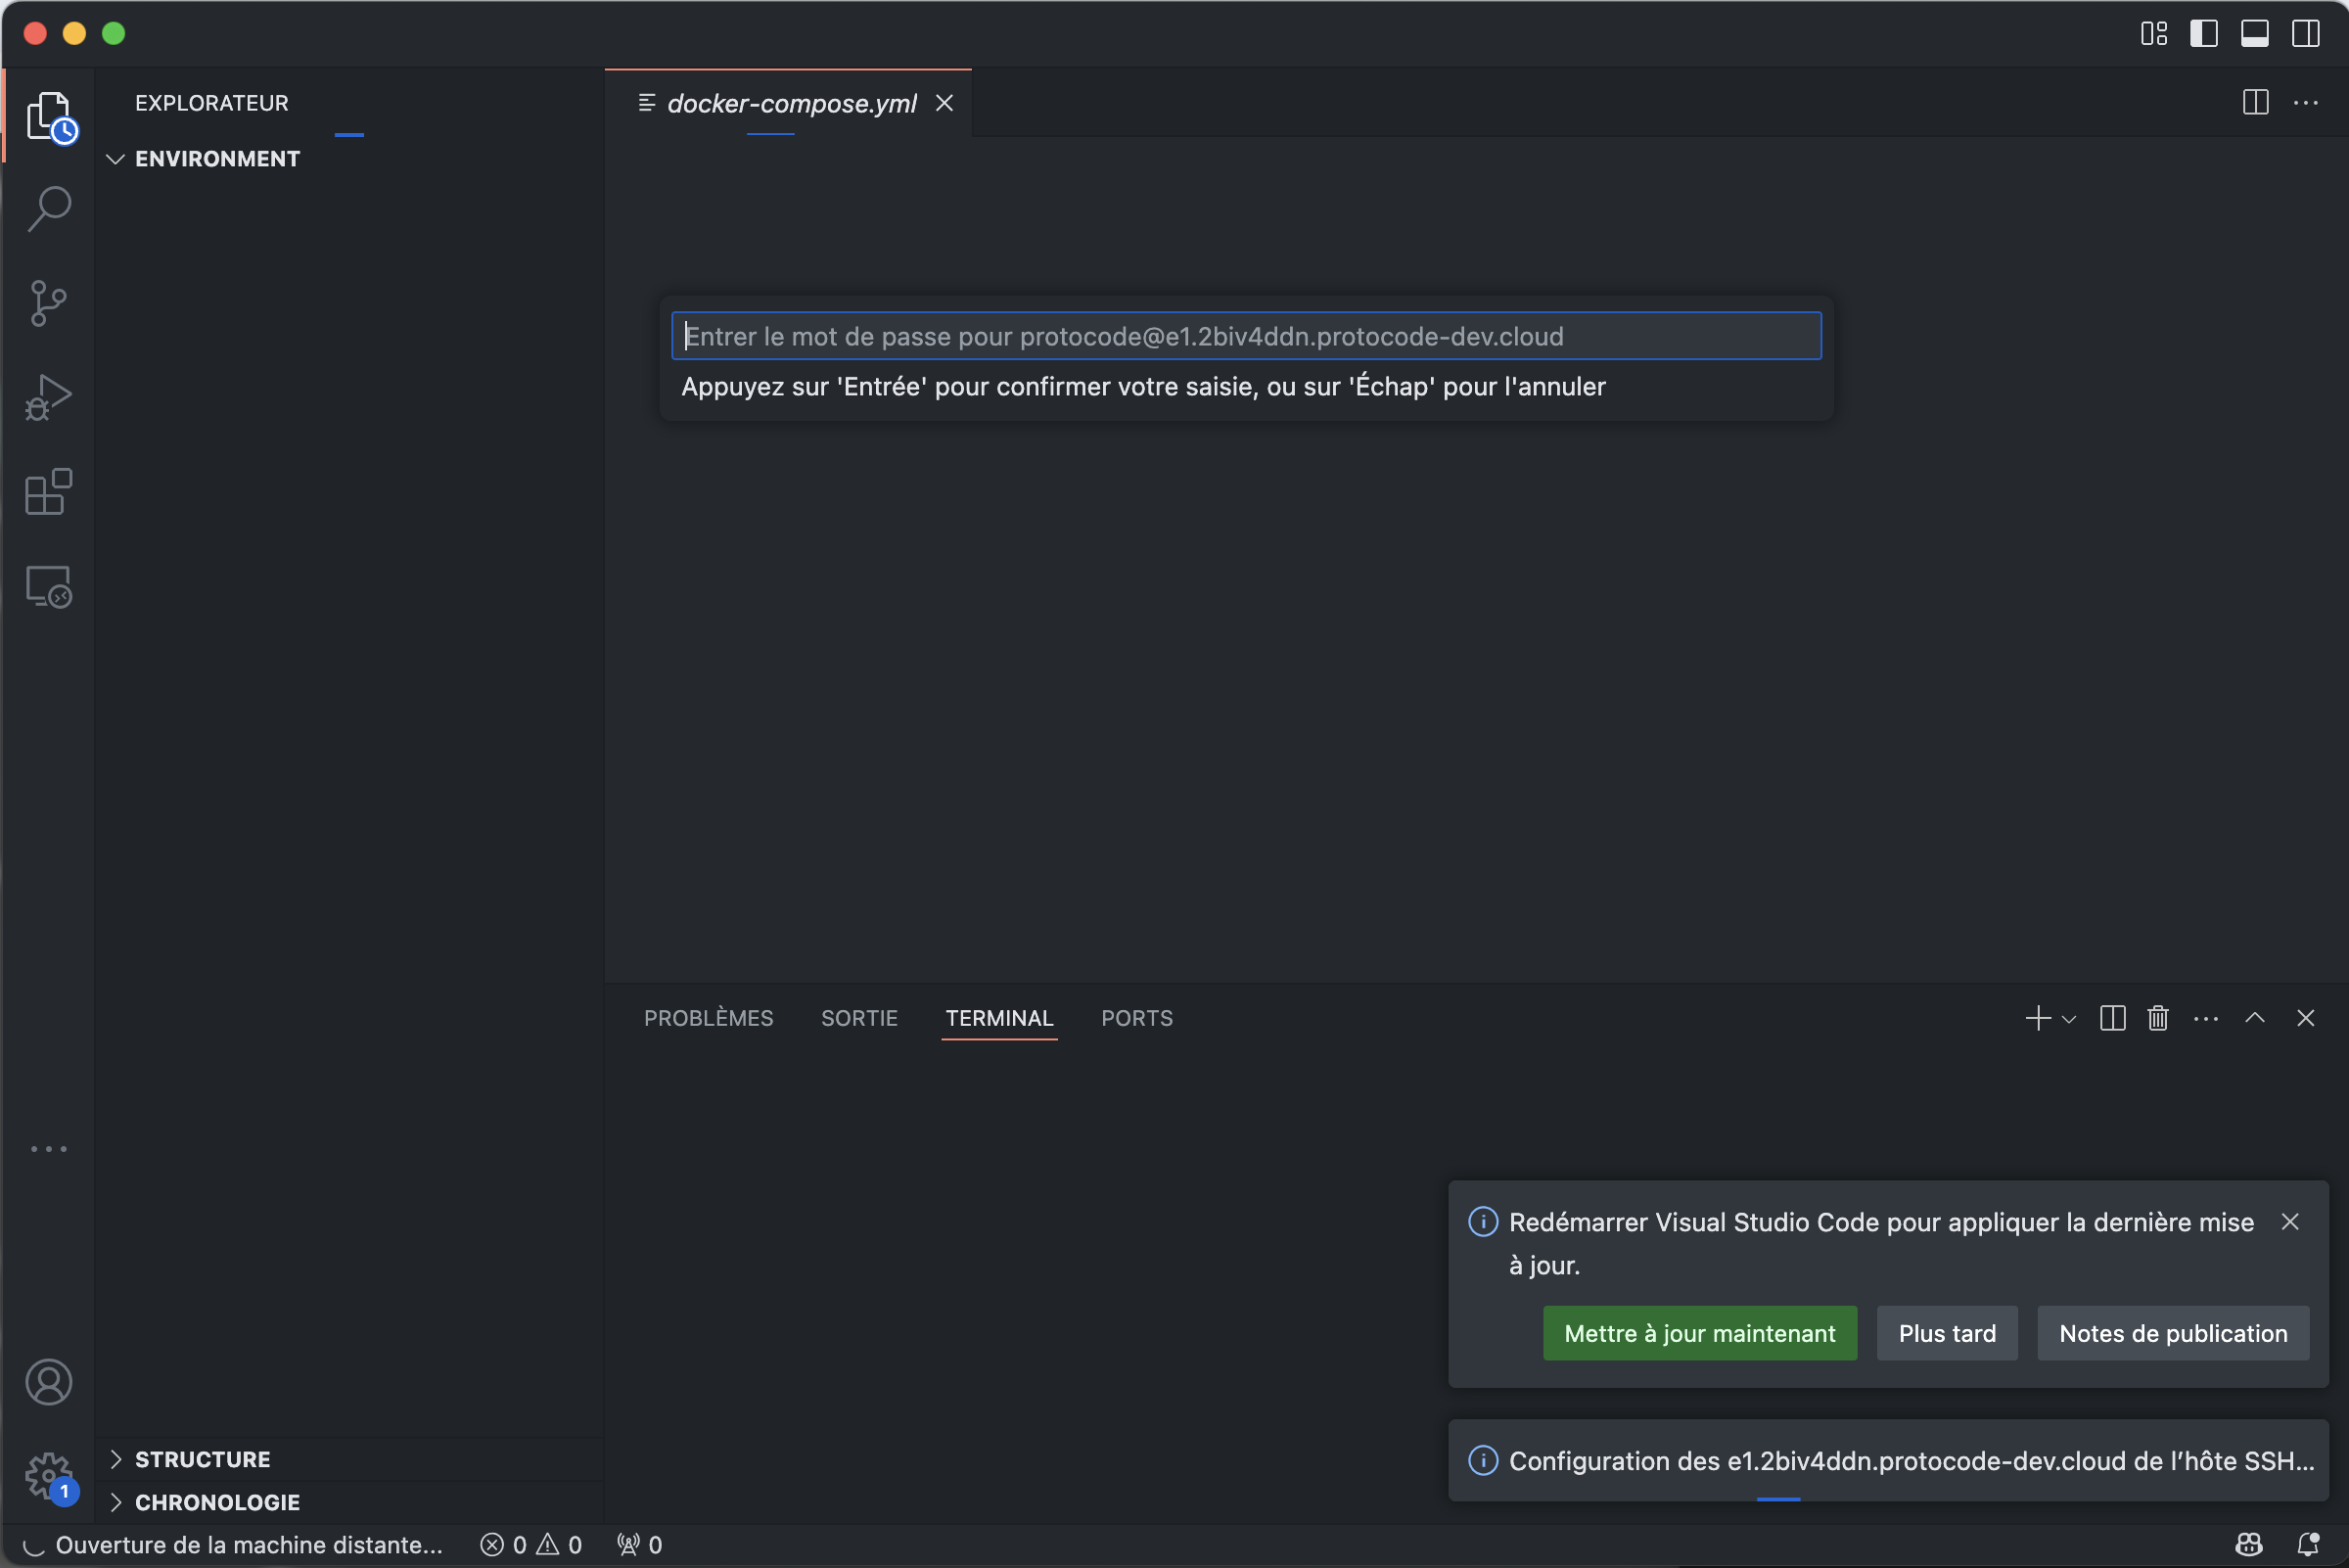 EXPLORATEUR
ENVIRONMENT
docker-compose.yml
Entrer le mot de passe pour protocode@e1.2biv4ddn.protocode-dev.cloud
Appuyez sur 'Entrée' pour confirmer votre saisie, ou sur 'Échap' pour l'annuler
PROBLÈMES SORTIE TERMINAL PORTS
Redémarrer Visual Studio Code pour appliquer la dernière mise
à jour.
Mettre à jour maintenant Plus tard Notes de publication
Configuration des e1.2biv4ddn.protocode-dev.cloud de l’hôte SSH...
STRUCTURE
1
CHRONOLOGIE
Ouverture de la machine distante... 0 0 0